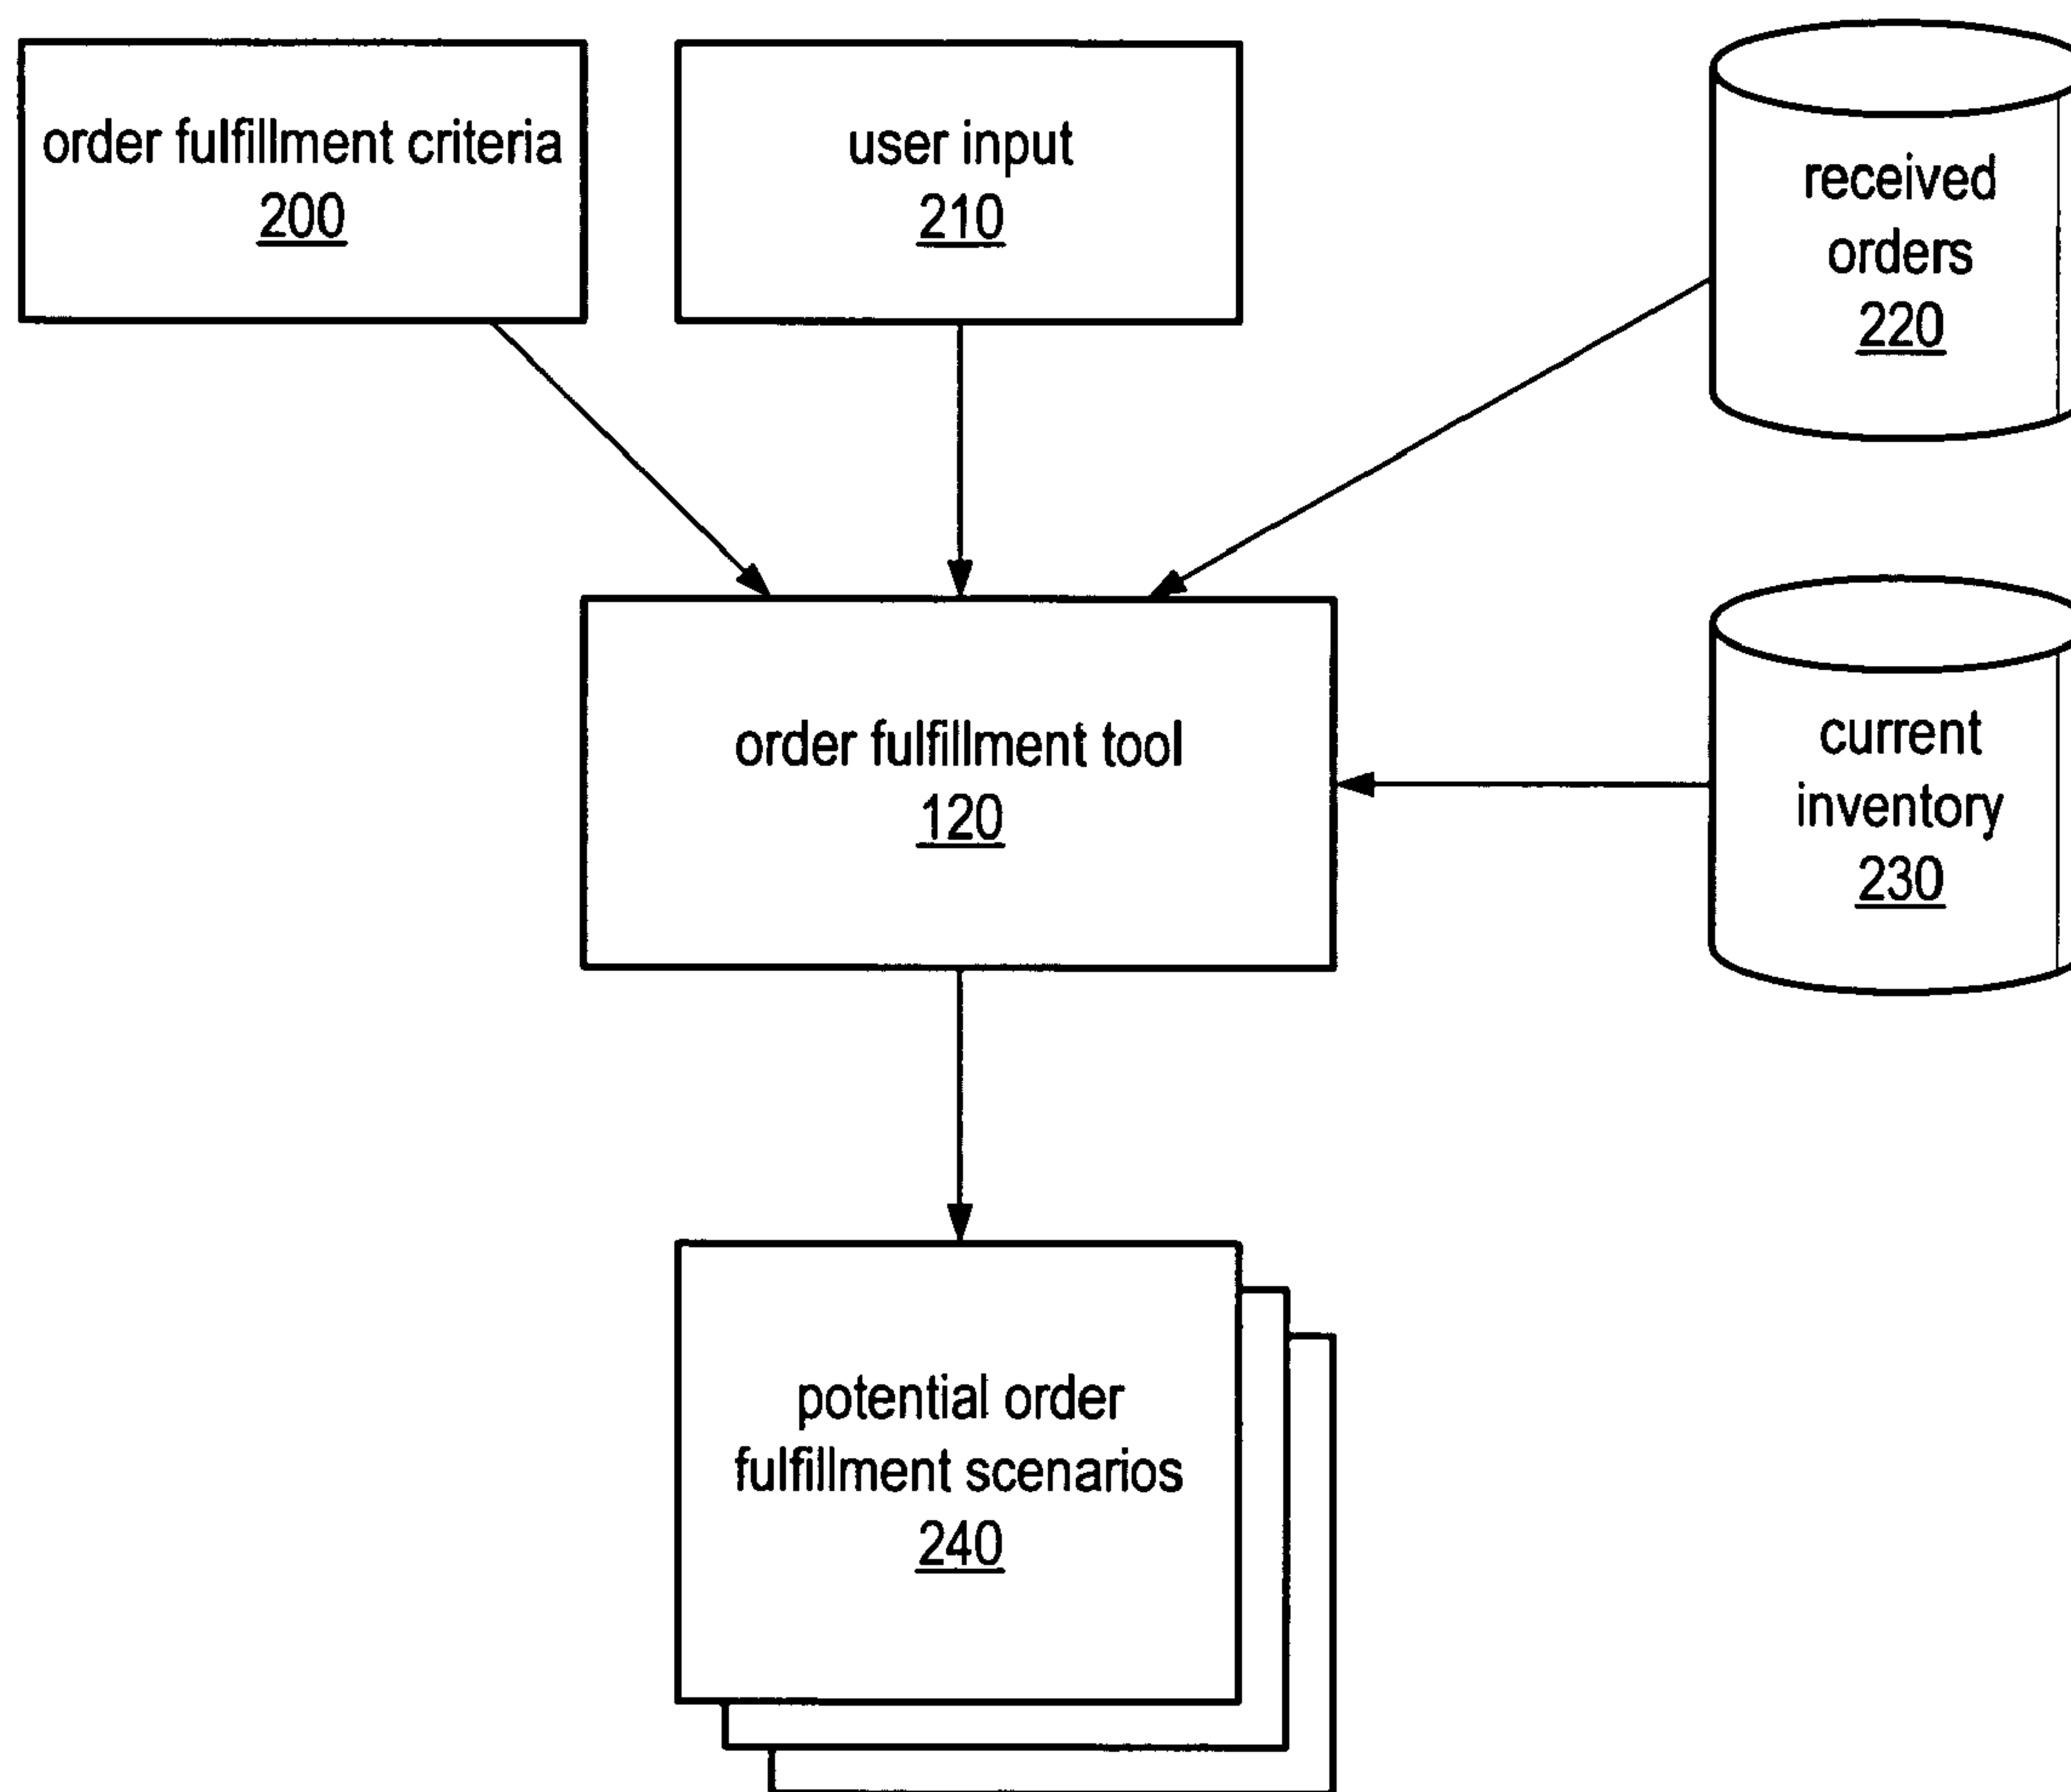 order fulfillment criteria
200
user input
210
received
orders
220
order fulfillment tool
120
current
inventory
230
potential order
fulfillment scenarios
240